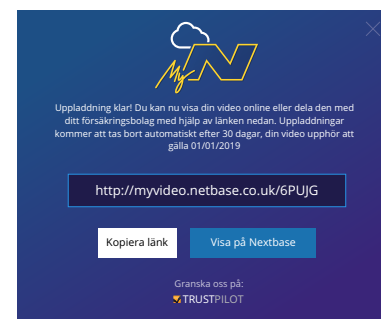 My N
Uppladdning klar! Du kan nu visa din video online eller dela den med
ditt försäkringsbolag med hjälp av länken nedan. Uppladdningar
kommer att tas bort automatiskt efter 30 dagar, din video upphör att
gälla 01/01/2019
http://myvideo.netbase.co.uk/6PUJG
Kopiera länk Visa på Nextbase
Granska oss på:
TRUSTPILOT